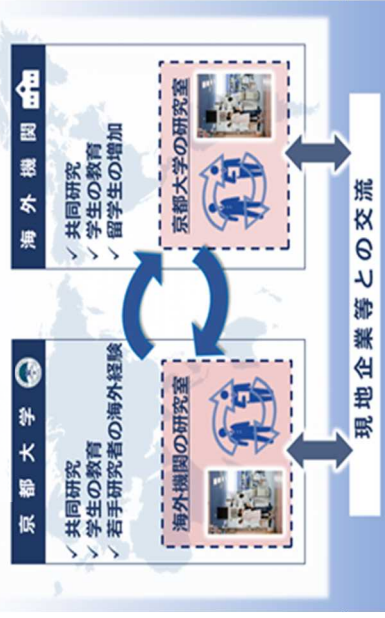 京都大学
✓ 共同研究
✓ 学生の教育
✓ 若手研究者の海外経験
海外機関の研究室
海外機関
✓ 共同研究
✓ 学生の教育
✓ 留学生の増加
京都大学の研究室
現地企業等との交流